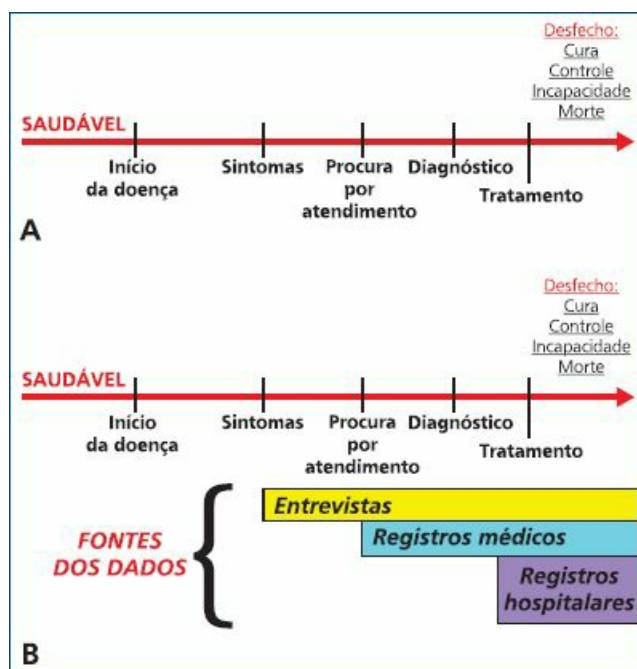 Desfecho:
Cura
Controle
Incapacidade
Morte
SAUDÁVEL
Início
da doença
Sintomas
Procura
por
atendimento
Diagnóstico
Tratamento
A
Desfecho:
Cura
Controle
Incapacidade
Morte
SAUDÁVEL
Início
da doença
Sintomas
Procura
por
atendimento
Diagnóstico
Tratamento
FONTES
DOS DADOS
Entrevistas
Registros médicos
Registros
hospitalares
B